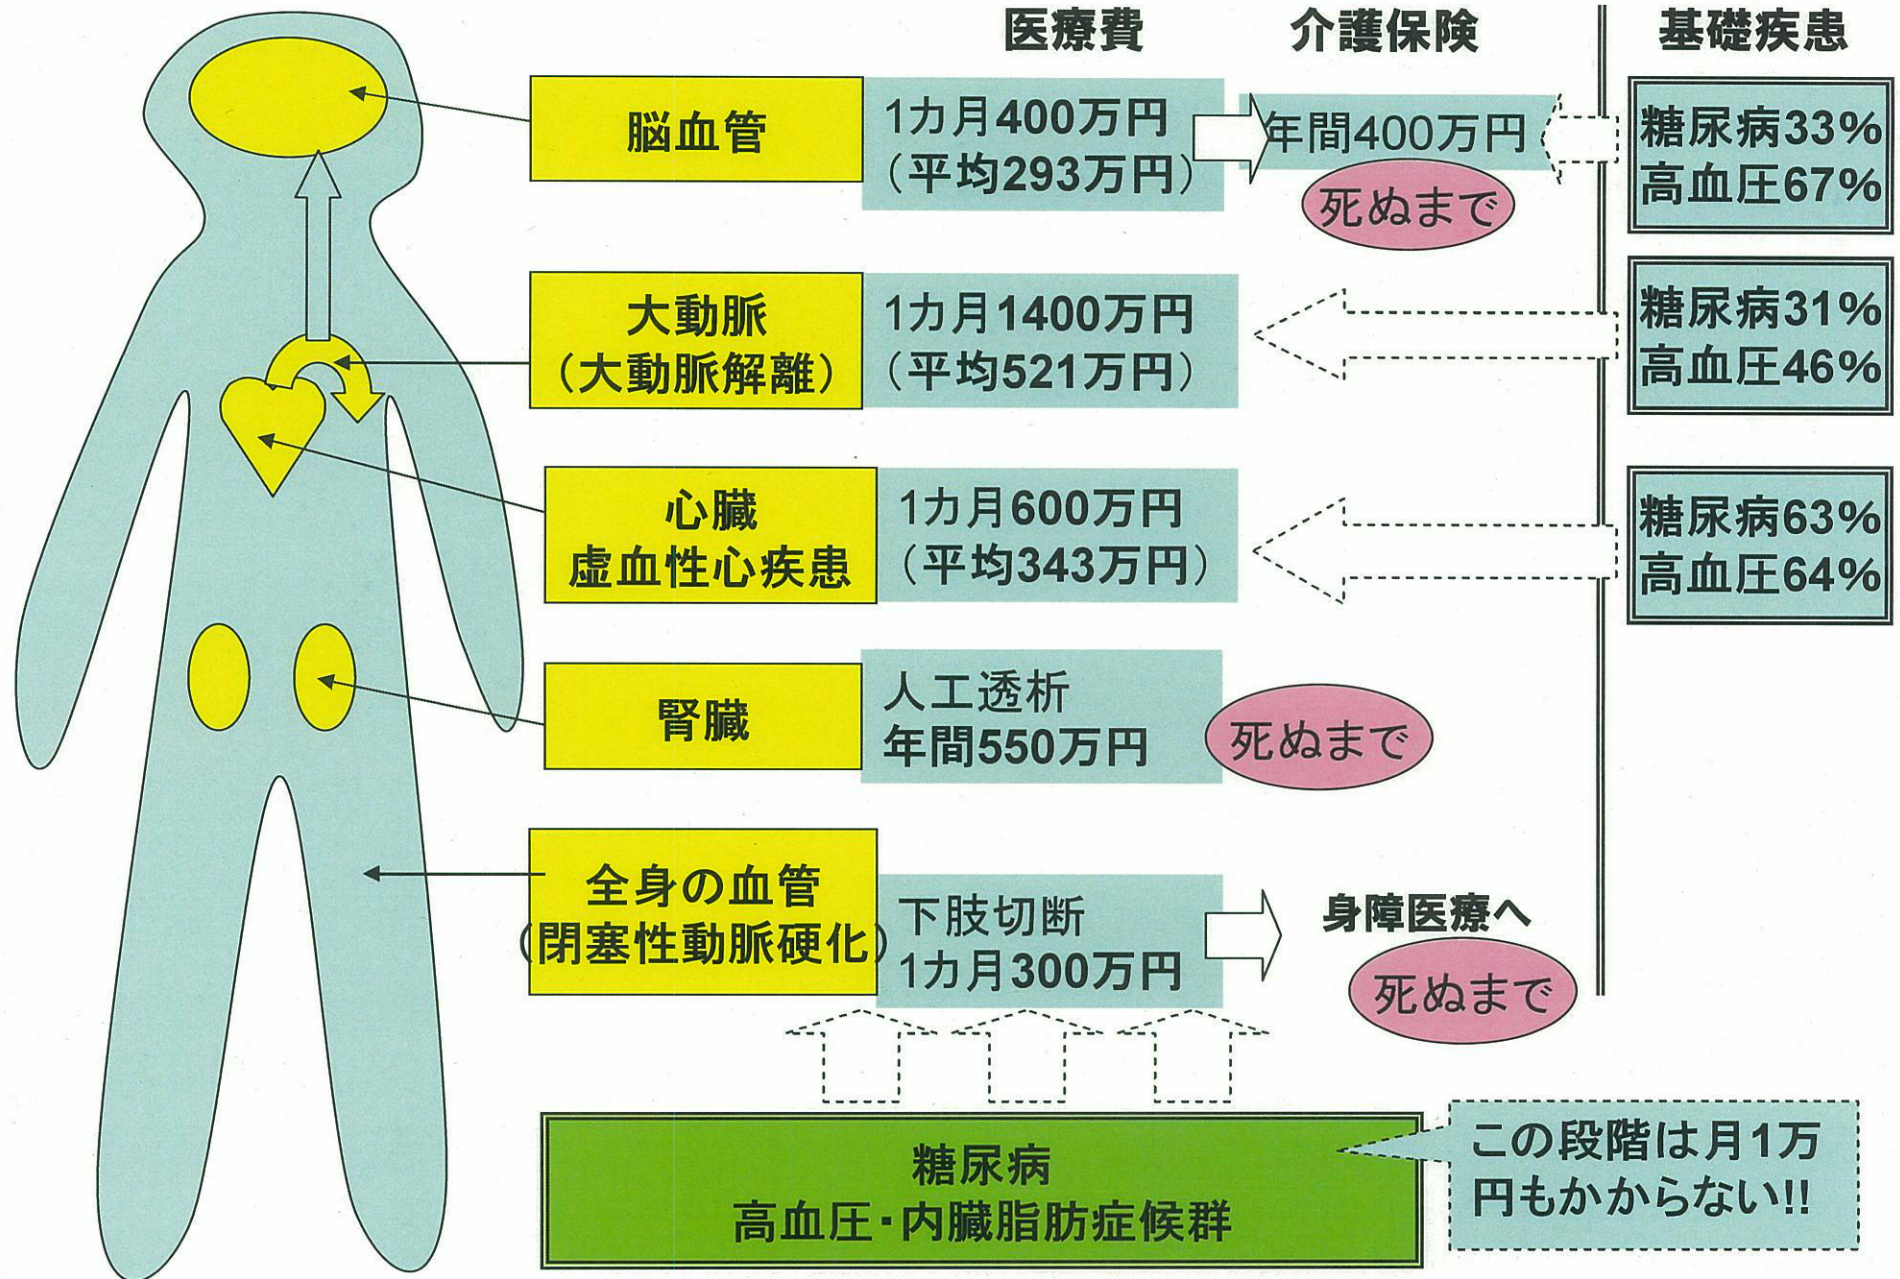 医療費 介護保険 基礎疾患
脳血管
1カ月400万円
（平均293万円）
年間400万円
死ぬまで
糖尿病33%
高血圧67%
大動脈
（大動脈解離）
1カ月1400万円
（平均521万円）
糖尿病31%
高血圧46%
心臓
虚血性心疾患
1カ月600万円
（平均343万円）
糖尿病63%
高血圧64%
腎臓
人工透析
年間550万円
死ぬまで
全身の血管
（閉塞性動脈硬化）
下肢切断
1カ月300万円
身障医療へ
死ぬまで
糖尿病
高血圧・内臓脂肪症候群
この段階は月1万
円もかからない!!